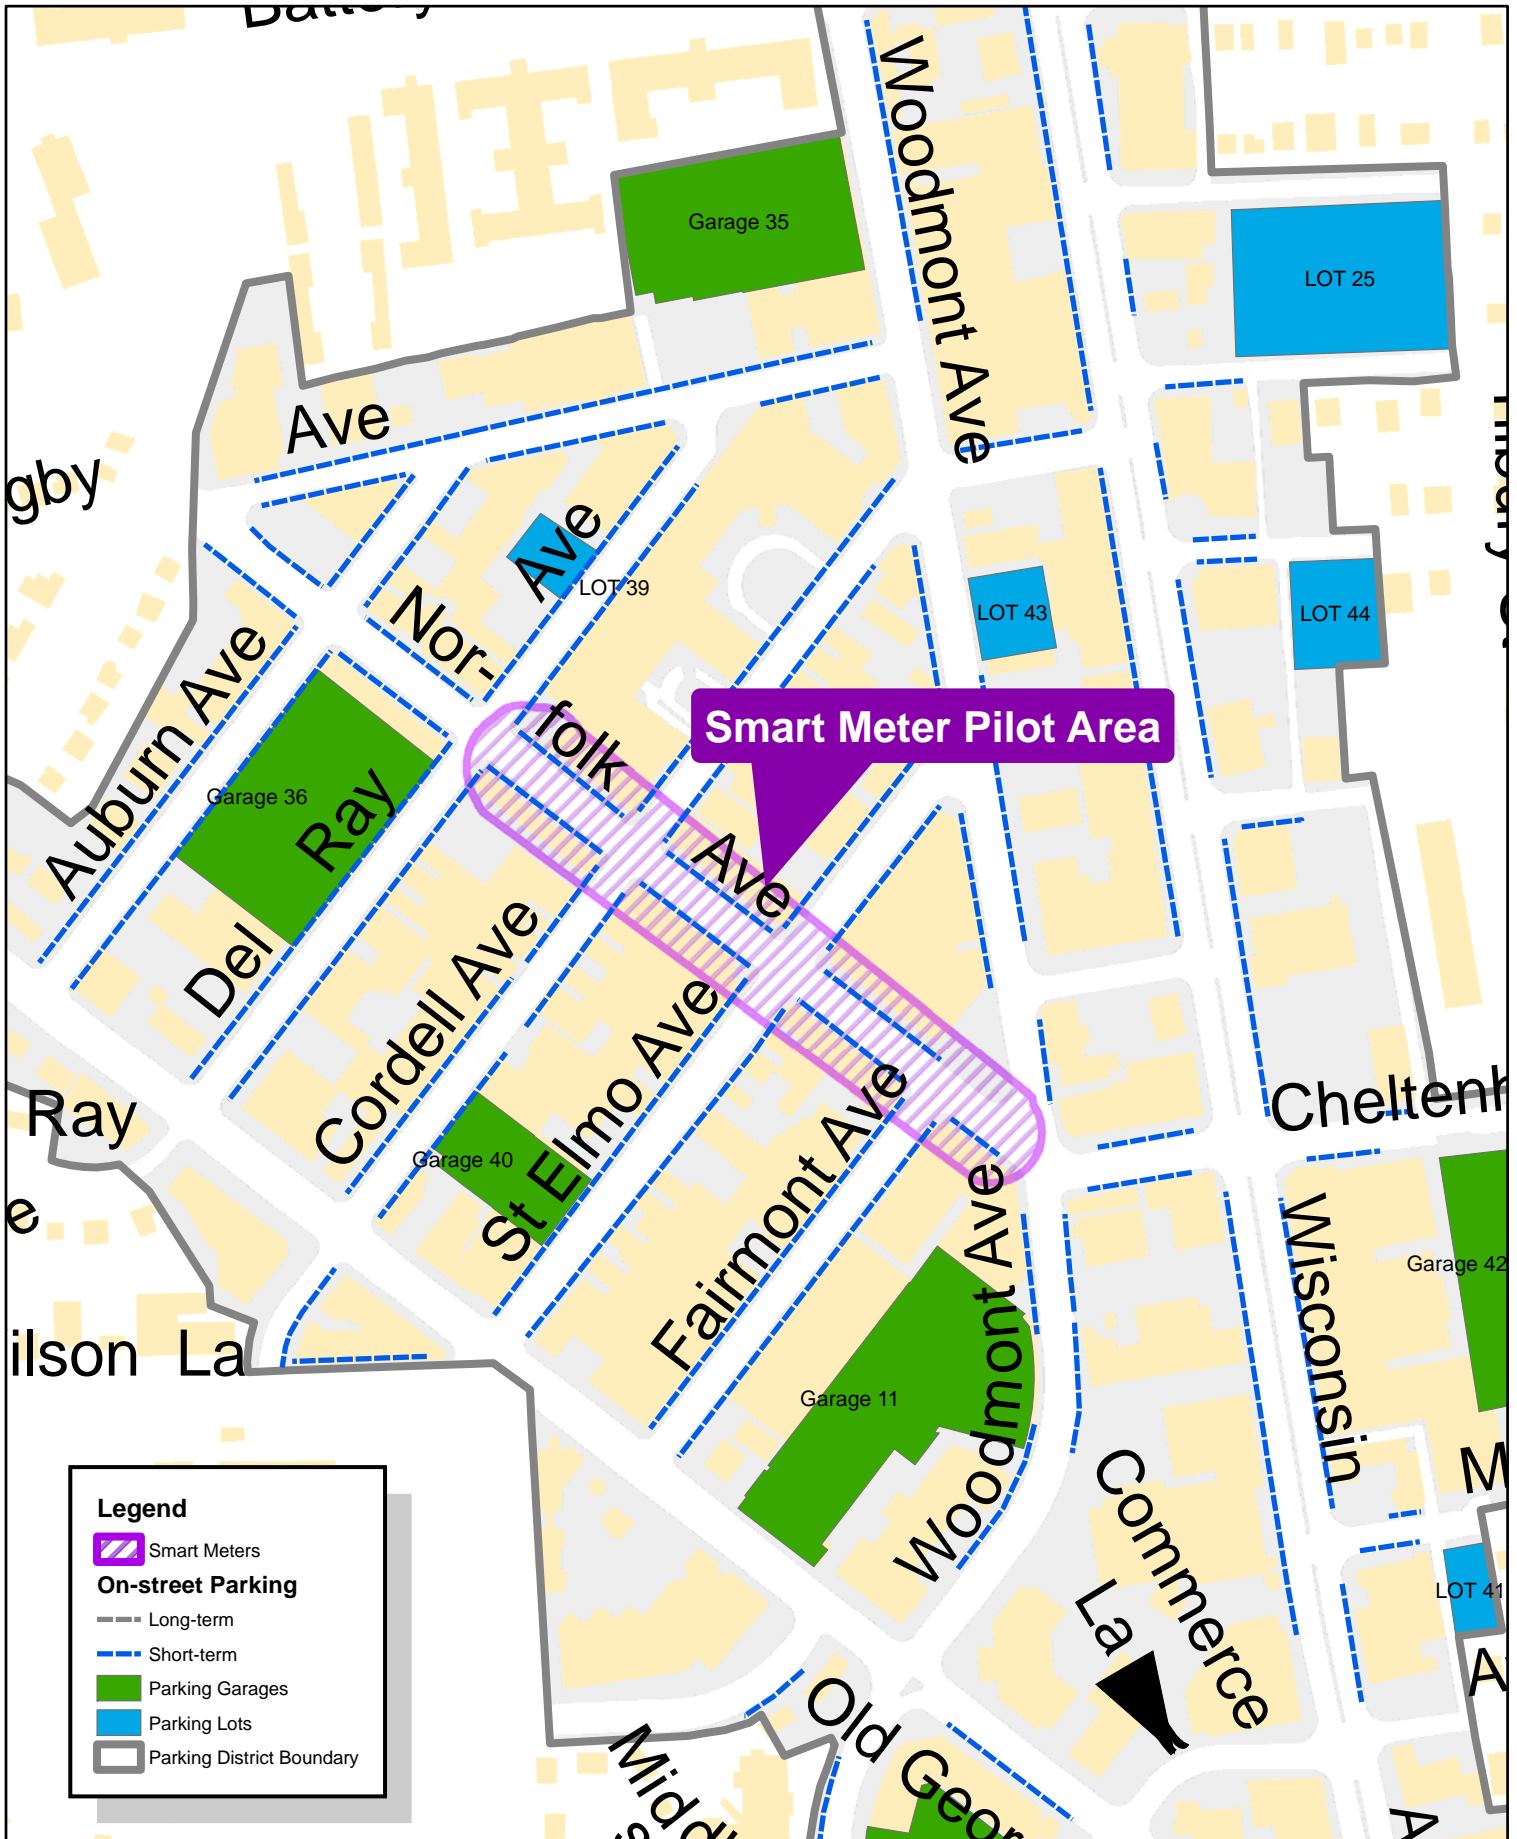 Battery
Woodmont Ave
Garage 35
LOT 25
Ave
gby
Ave
LOT 39
Nor-
folk
Ave
LOT 43
LOT 44
Smart Meter Pilot Area
Auburn Ave
Garage 36
Del
Ray
Cordell Ave
St Elmo Ave
Fairmont Ave
Ray
Garage 40
Woodmont Ave
Cheltenh
Wisconsin
Garage 42
e
ilson La
Garage 11
Woodmont
Commerce
La
M
LOT 41
A
Old Geor
Middl
A
Legend
Smart Meters
On-street Parking
Long-term
Short-term
Parking Garages
Parking Lots
Parking District Boundary